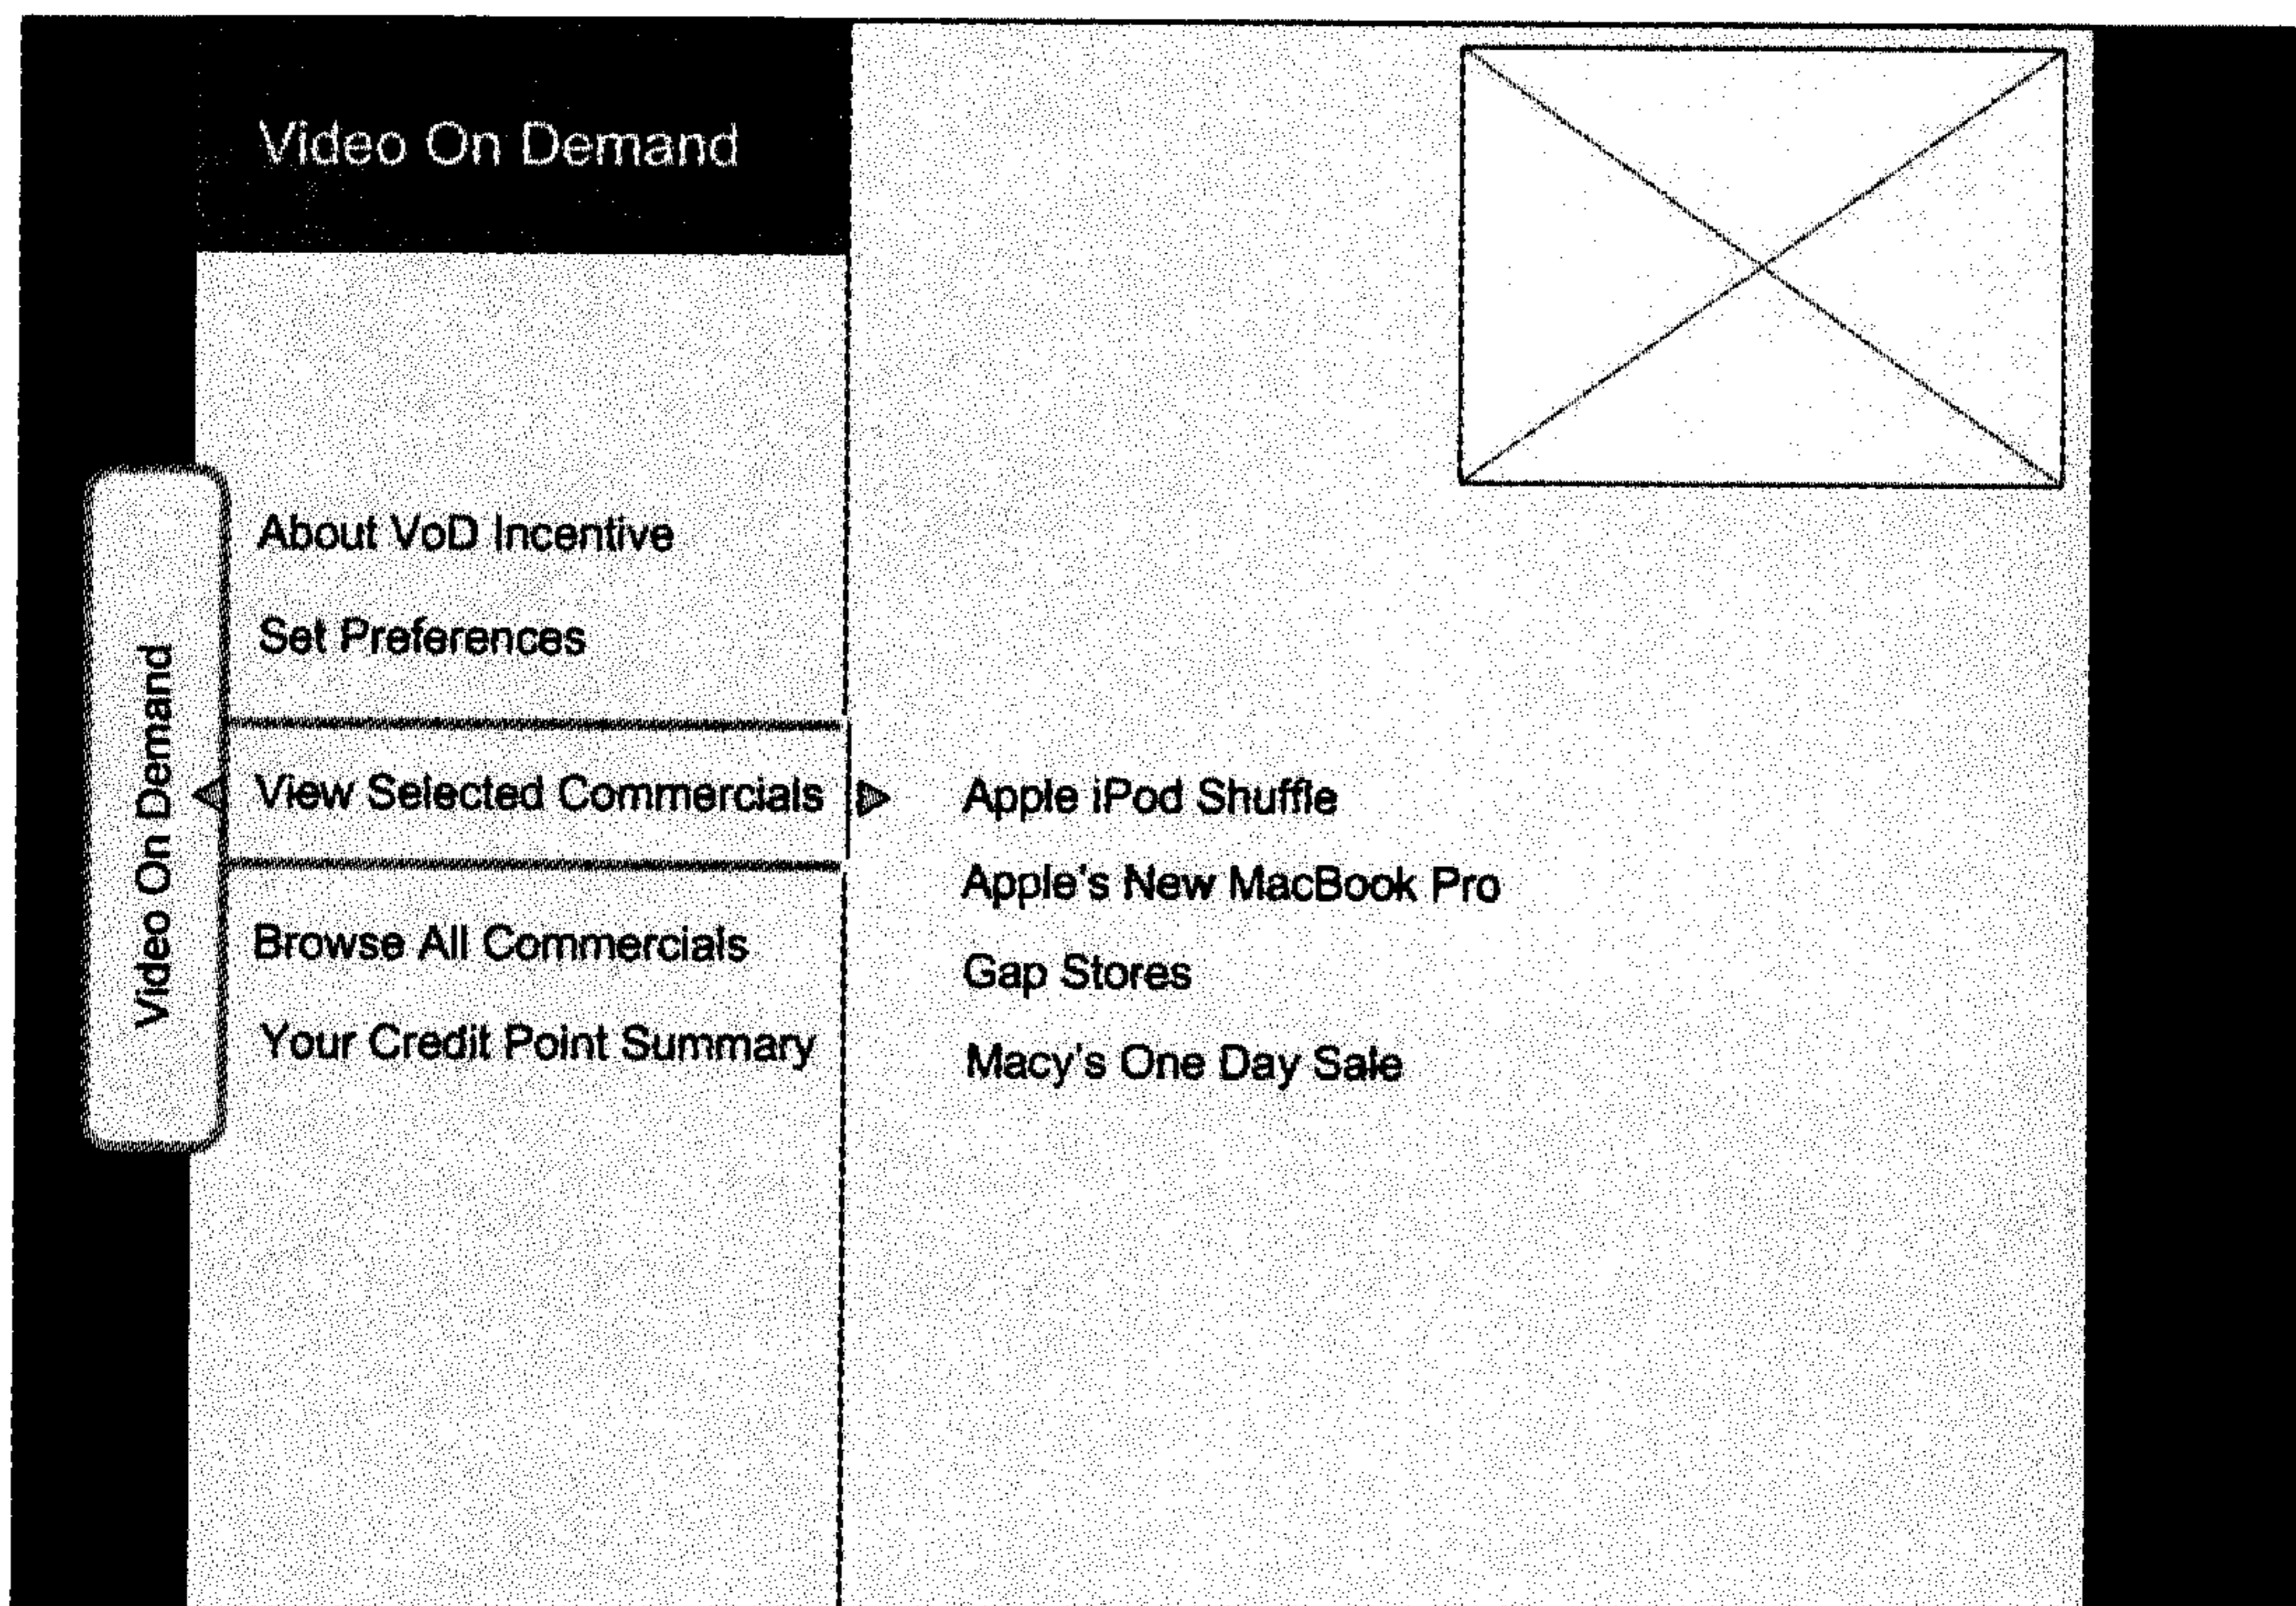 Video On Demand
Video On Demand
About VoD Incentive
Set Preferences
View Selected Commercials
Browse All Commercials
Your Credit Point Summary
Apple iPod Shuffle
Apple's New MacBook Pro
Gap Stores
Macy's One Day Sale